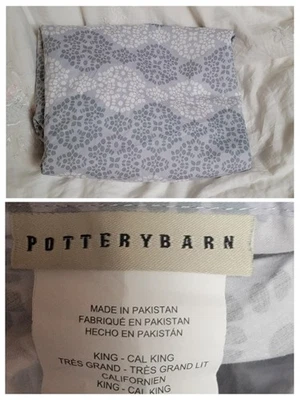 POTTERYBARN
MADE IN PAKISTAN
FABRIQUÉ EN PAKISTAN
HECHO EN PAKISTÁN
KING - CAL KING
TRÈS GRAND - TRÈS GRAND LIT
CALIFORNIEN
KING - CAL KING